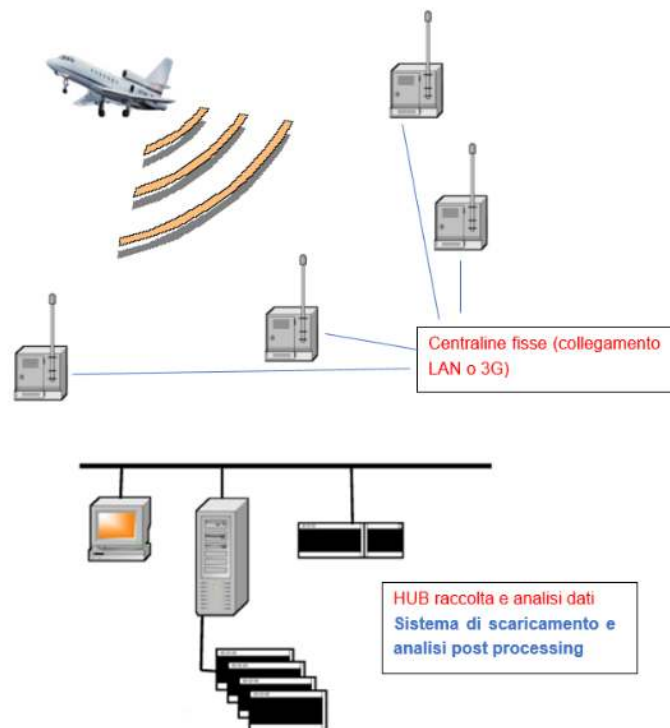 Centraline fisse (collegamento
LAN o 3G)
HUB raccolta e analisi dati
Sistema di scaricamento e
analisi post processing